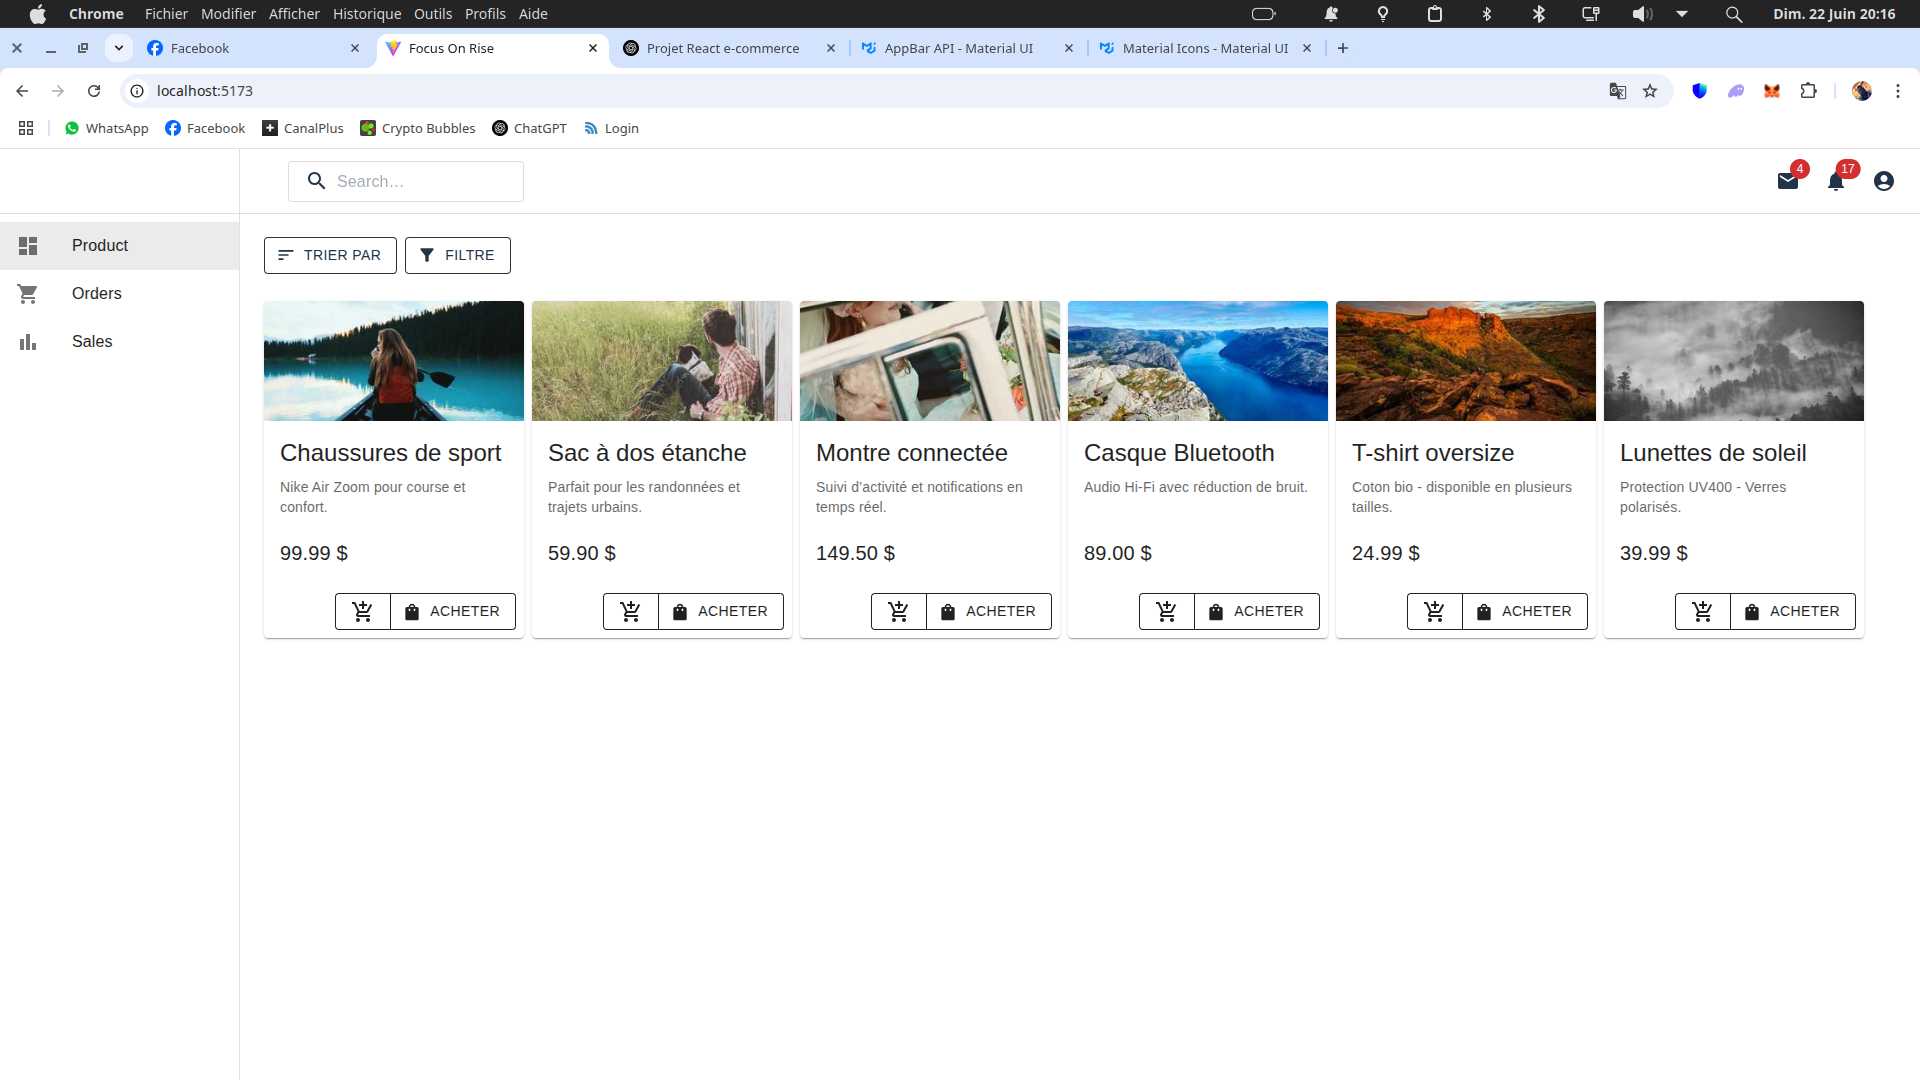 Chrome Fichier Modifier Afficher Historique Outils Profils Aide Dim. 22 Juin 20:16
Facebook Focus On Rise Projet React e-commerce AppBar API - Material UI Material Icons - Material UI
localhost:5173
WhatsApp Facebook CanalPlus Crypto Bubbles ChatGPT Login
Search… 4 17
Product
Orders
Sales
TRIER PAR FILTRE
Chaussures de sport
Nike Air Zoom pour course et
confort.
99.99 $
ACHETER
Sac à dos étanche
Parfait pour les randonnées et
trajets urbains.
59.90 $
ACHETER
Montre connectée
Suivi d'activité et notifications en
temps réel.
149.50 $
ACHETER
Casque Bluetooth
Audio Hi-Fi avec réduction de bruit.
89.00 $
ACHETER
T-shirt oversize
Coton bio - disponible en plusieurs
tailles.
24.99 $
ACHETER
Lunettes de soleil
Protection UV400 - Verres
polarisés.
39.99 $
ACHETER